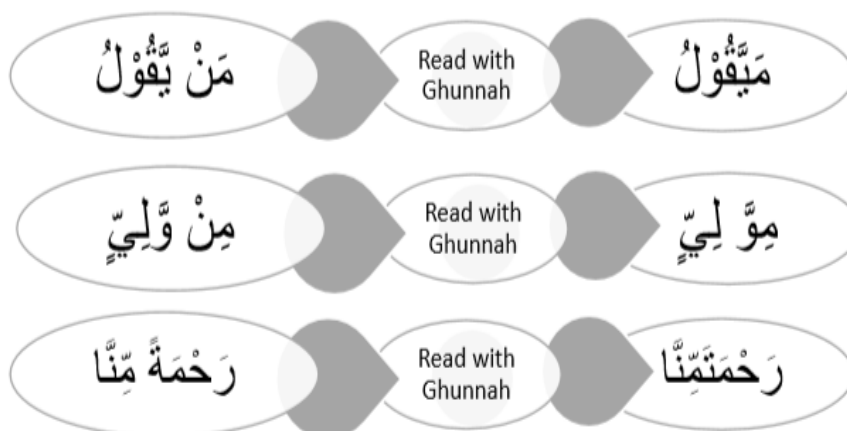 مَنْ يَّقُوْلُ
Read with
Ghunnah
مَيَّقُوْلُ
مِنْ وَّلِيٍّ
Read with
Ghunnah
مِوَّ لِيٍّ
رَحْمَةً مِّنَّا
Read with
Ghunnah
رَحْمَتَمِّنَّا